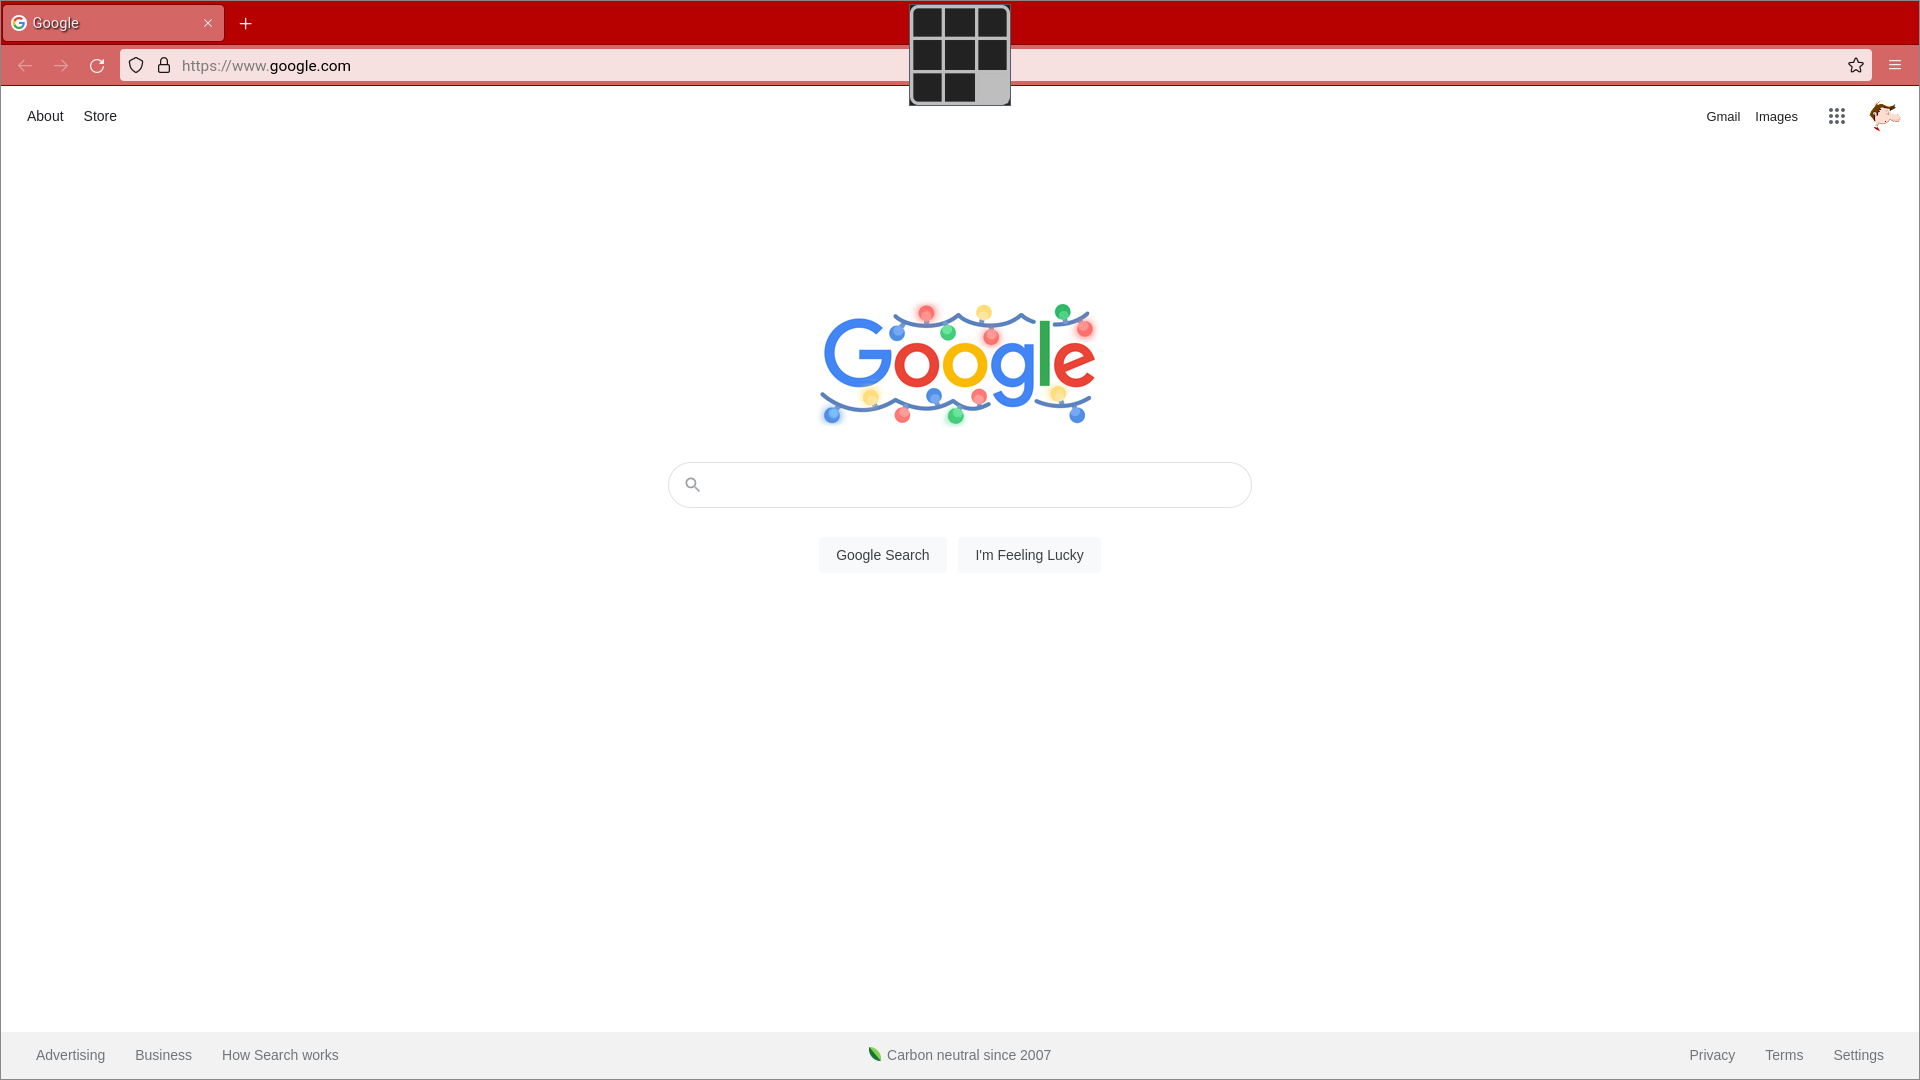 Google
https://www.google.com
About Store Gmail Images
Google
Google Search I'm Feeling Lucky
Advertising Business How Search works Carbon neutral since 2007 Privacy Terms Settings